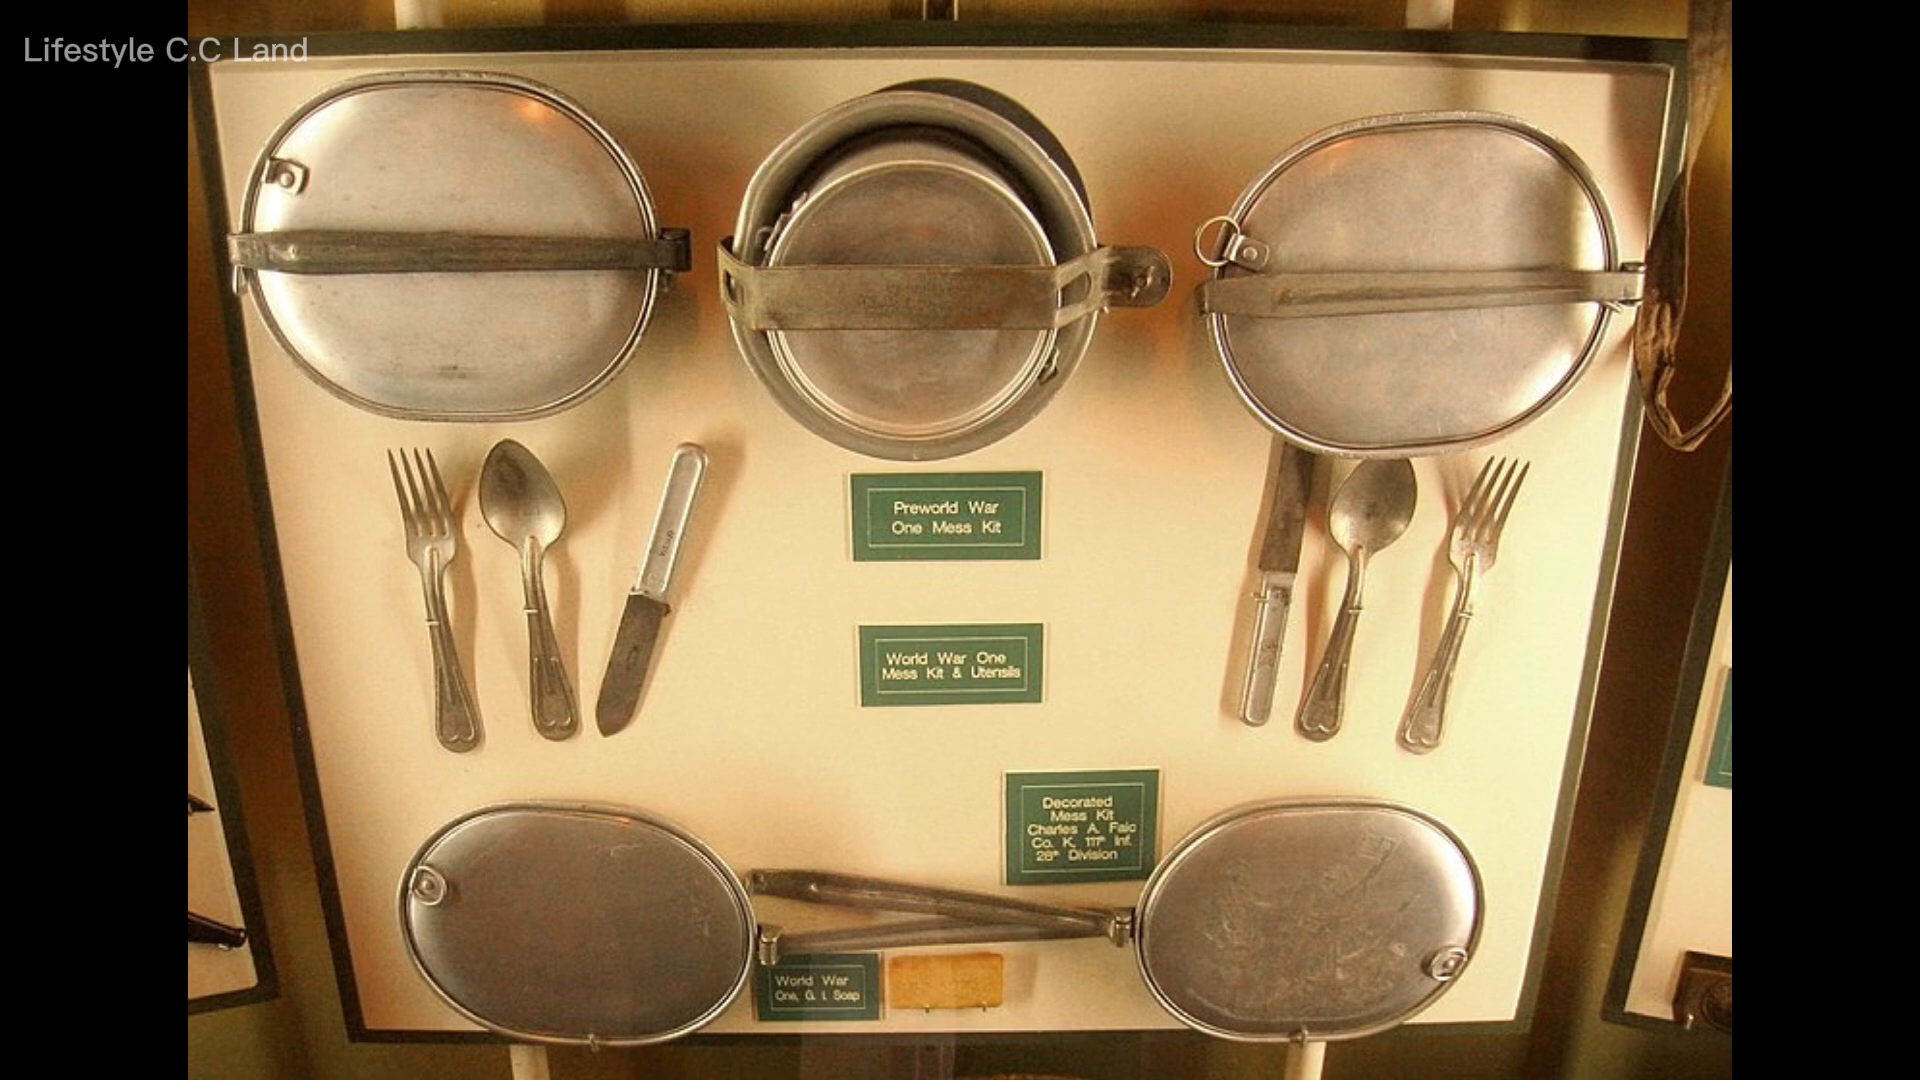 Lifestyle C.C Land
Preworld War
One Mess Kit
World War One
Mess Kit & Utensils
Decorated
Mess Kit
Charles A. Faic
Co. K, 111th Inf.
28th Division
World War
One, G. I. Soap